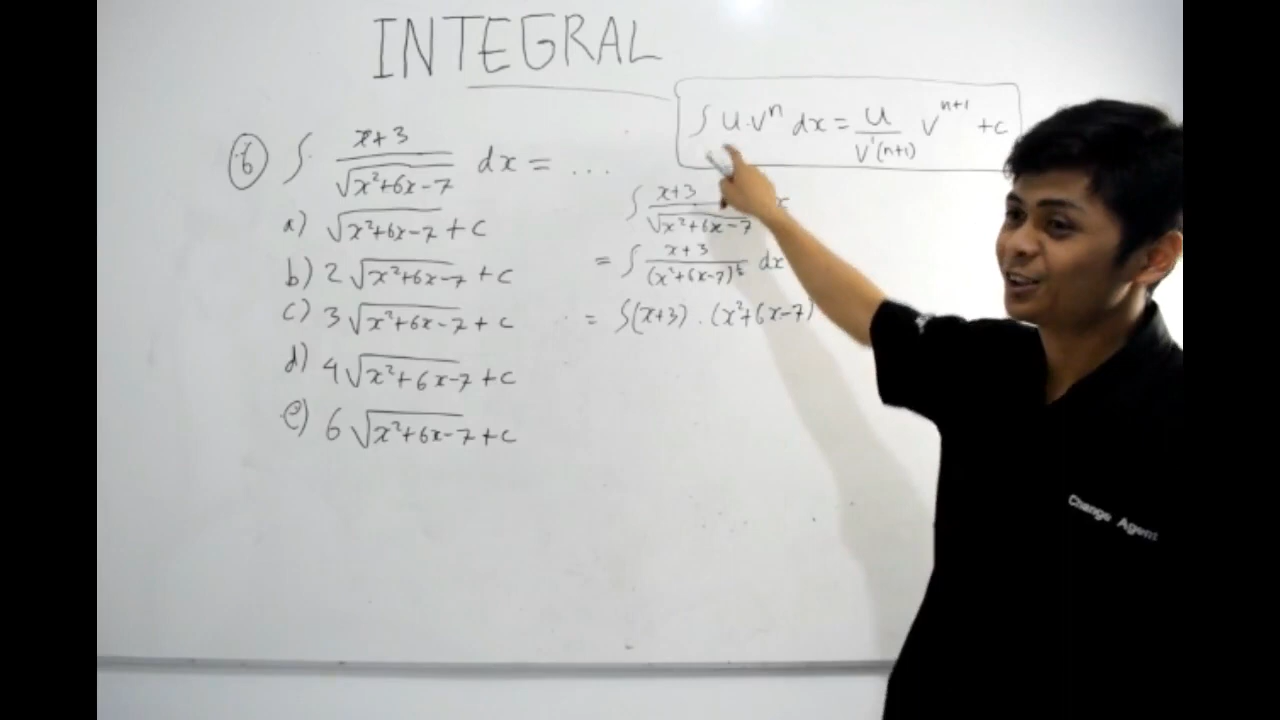 INTEGRAL
∫ u.vⁿ dx = u / v'(n+1) v^(n+1) + c
6 ∫ x+3 / √x²+6x-7 dx = ...
a) √x²+6x-7 + c
b) 2 √x²+6x-7 + c
c) 3 √x²+6x-7 + c
d) 4 √x²+6x-7 + c
e) 6 √x²+6x-7 + c
∫ x+3 / √x²+6x-7
= ∫ x+3 / (x²+6x-7)^½ dx
= ∫(x+3) . (x²+6x-7)
Change Agent